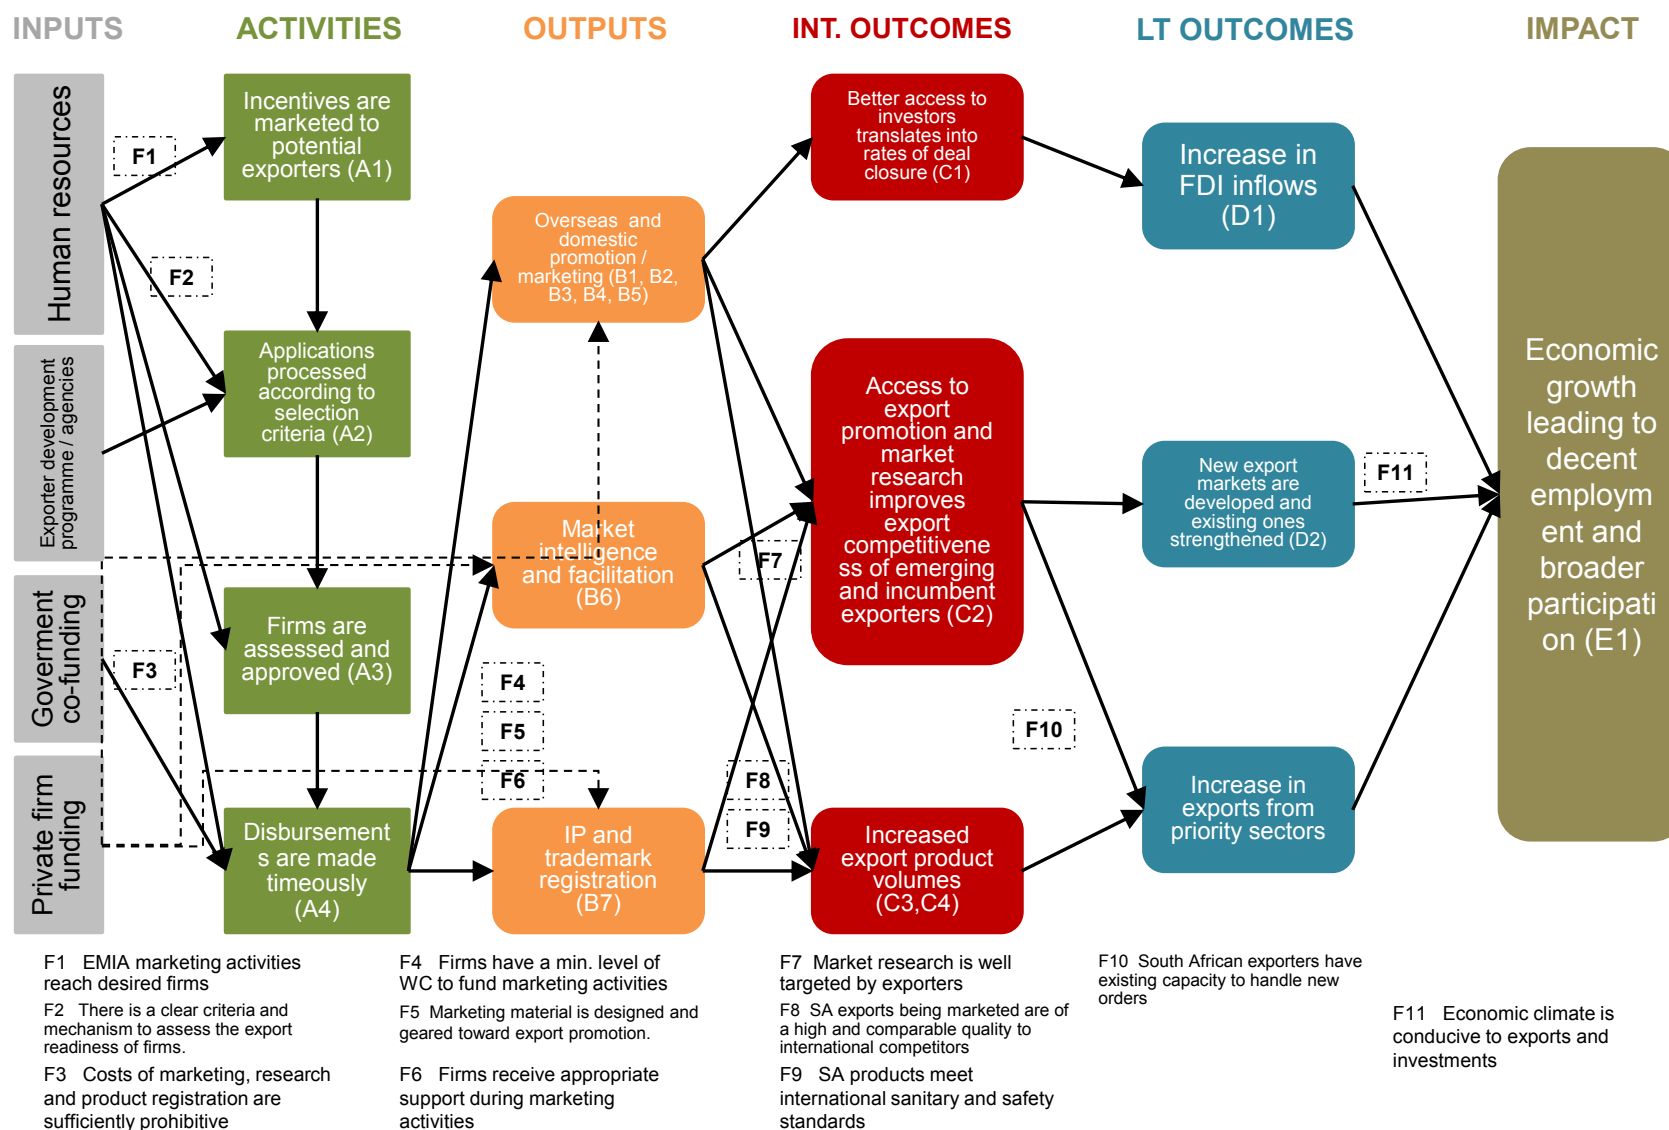 INPUTS
ACTIVITIES
OUTPUTS
INT. OUTCOMES
LT OUTCOMES
IMPACT
Human resources
Exporter development
programme / agencies
Goverment
co-funding
Private firm
funding
F1
F2
F3
Incentives are
marketed to
potential
exporters (A1)
Applications
processed
according to
selection
criteria (A2)
Firms are
assessed and
approved (A3)
Disbursement
s are made
timeously
(A4)
Overseas and
domestic
promotion /
marketing (B1, B2,
B3, B4, B5)
Market
intelligence
and facilitation
(B6)
F4
F5
F6
IP and
trademark
registration
(B7)
F7
F8
F9
Better access to
investors
translates into
rates of deal
closure (C1)
Access to
export
promotion and
market
research
improves
export
competitivene
ss of emerging
and incumbent
exporters (C2)
Increased
export product
volumes
(C3,C4)
F10
Increase in
FDI inflows
(D1)
New export
markets are
developed and
existing ones
strengthened (D2)
Increase in
exports from
priority sectors
F11
Economic
growth
leading to
decent
employm
ent and
broader
participati
on (E1)
F1 EMIA marketing activities
reach desired firms
F2 There is a clear criteria and
mechanism to assess the export
readiness of firms.
F3 Costs of marketing, research
and product registration are
sufficiently prohibitive
F4 Firms have a min. level of
WC to fund marketing activities
F5 Marketing material is designed and
geared toward export promotion.
F6 Firms receive appropriate
support during marketing
activities
F7 Market research is well
targeted by exporters
F8 SA exports being marketed are of
a high and comparable quality to
international competitors
F9 SA products meet
international sanitary and safety
standards
F10 South African exporters have
existing capacity to handle new
orders
F11 Economic climate is
conducive to exports and
investments